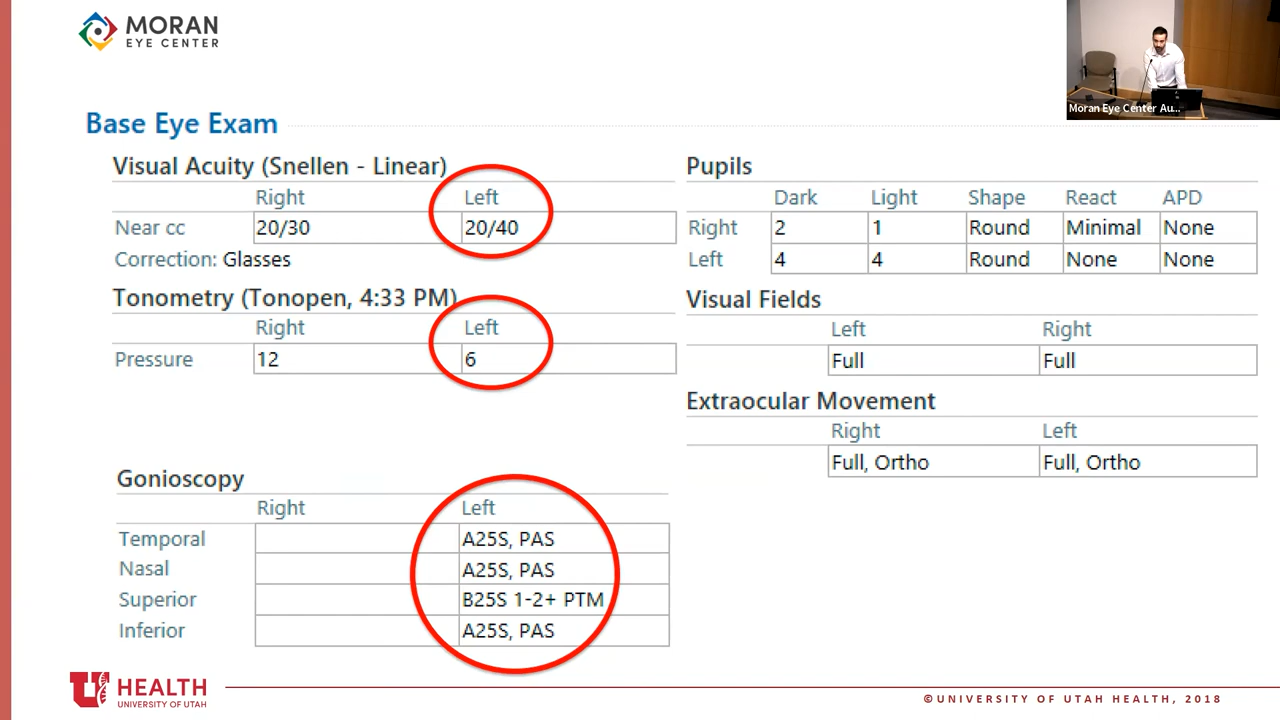 MORAN
EYE CENTER
Moran Eye Center Au...
Base Eye Exam
Visual Acuity (Snellen - Linear)
Right Left
Near cc 20/30 20/40
Correction: Glasses
Tonometry (Tonopen, 4:33 PM)
Right Left
Pressure 12 6
Gonioscopy
Right Left
Temporal A25S, PAS
Nasal A25S, PAS
Superior B25S 1-2+ PTM
Inferior A25S, PAS
Pupils
Dark Light Shape React APD
Right 2 1 Round Minimal None
Left 4 4 Round None None
Visual Fields
Left Right
Full Full
Extraocular Movement
Right Left
Full, Ortho Full, Ortho
U HEALTH
UNIVERSITY OF UTAH
©UNIVERSITY OF UTAH HEALTH, 2018